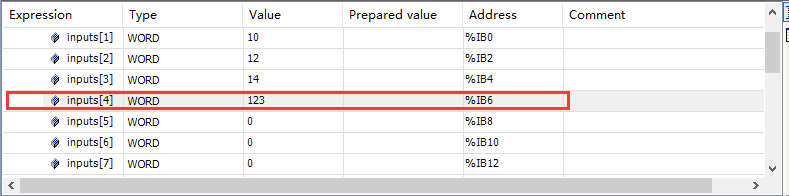 Expression Type Value Prepared value Address Comment
inputs[1] WORD 10 %IB0
inputs[2] WORD 12 %IB2
inputs[3] WORD 14 %IB4
inputs[4] WORD 123 %IB6
inputs[5] WORD 0 %IB8
inputs[6] WORD 0 %IB10
inputs[7] WORD 0 %IB12